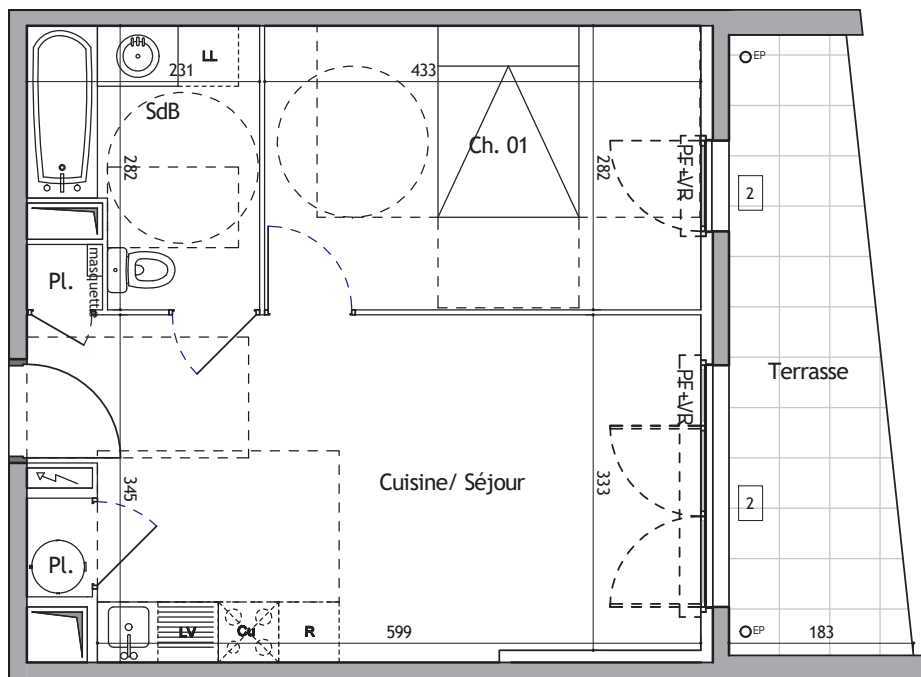 EP
LL
231
433
SdB
Ch. 01
282
282
PF+VR
2
Pl.
masquette
PF+VR
Terrasse
Cuisine/ Séjour
345
333
2
Pl.
LV
Cu
R
599
EP
183